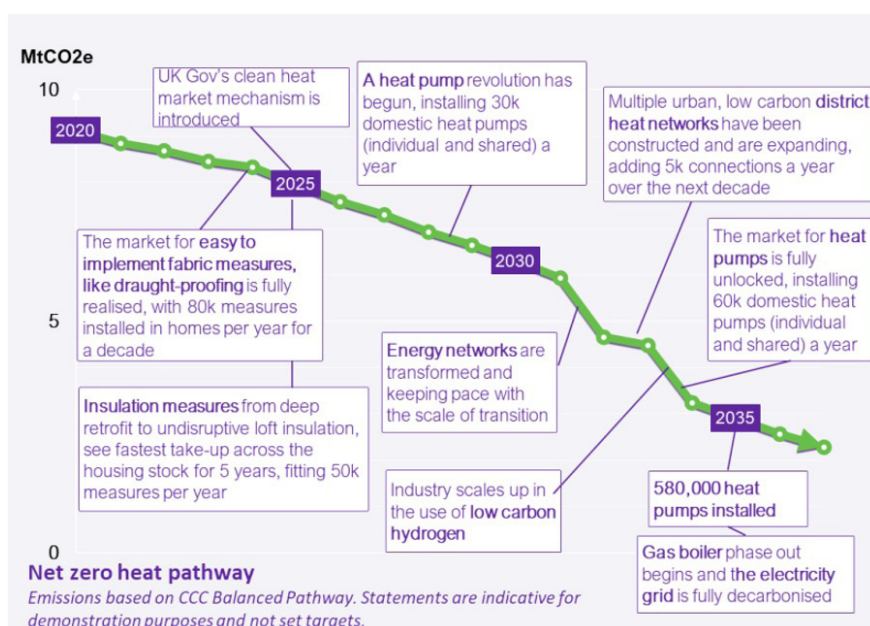 MtCO2e
10
2020
UK Gov's clean heat
market mechanism is
introduced
A heat pump revolution has
begun, installing 30k
domestic heat pumps
(individual and shared) a
year
Multiple urban, low carbon district
heat networks have been
constructed and are expanding,
adding 5k connections a year
over the next decade
2025
The market for easy to
implement fabric measures,
like draught-proofing is fully
realised, with 80k measures
installed in homes per year for
a decade
2030
The market for heat
pumps is fully
unlocked, installing
60k domestic heat
pumps (individual
and shared) a year
5
Energy networks are
transformed and
keeping pace with
the scale of transition
Insulation measures from deep
retrofit to undisruptive loft insulation,
see fastest take-up across the
housing stock for 5 years, fitting 50k
measures per year
2035
Industry scales up in
the use of low carbon
hydrogen
580,000 heat
pumps installed
Gas boiler phase out
begins and the electricity
grid is fully decarbonised
0
Net zero heat pathway
Emissions based on CCC Balanced Pathway. Statements are indicative for
demonstration purposes and not set targets.